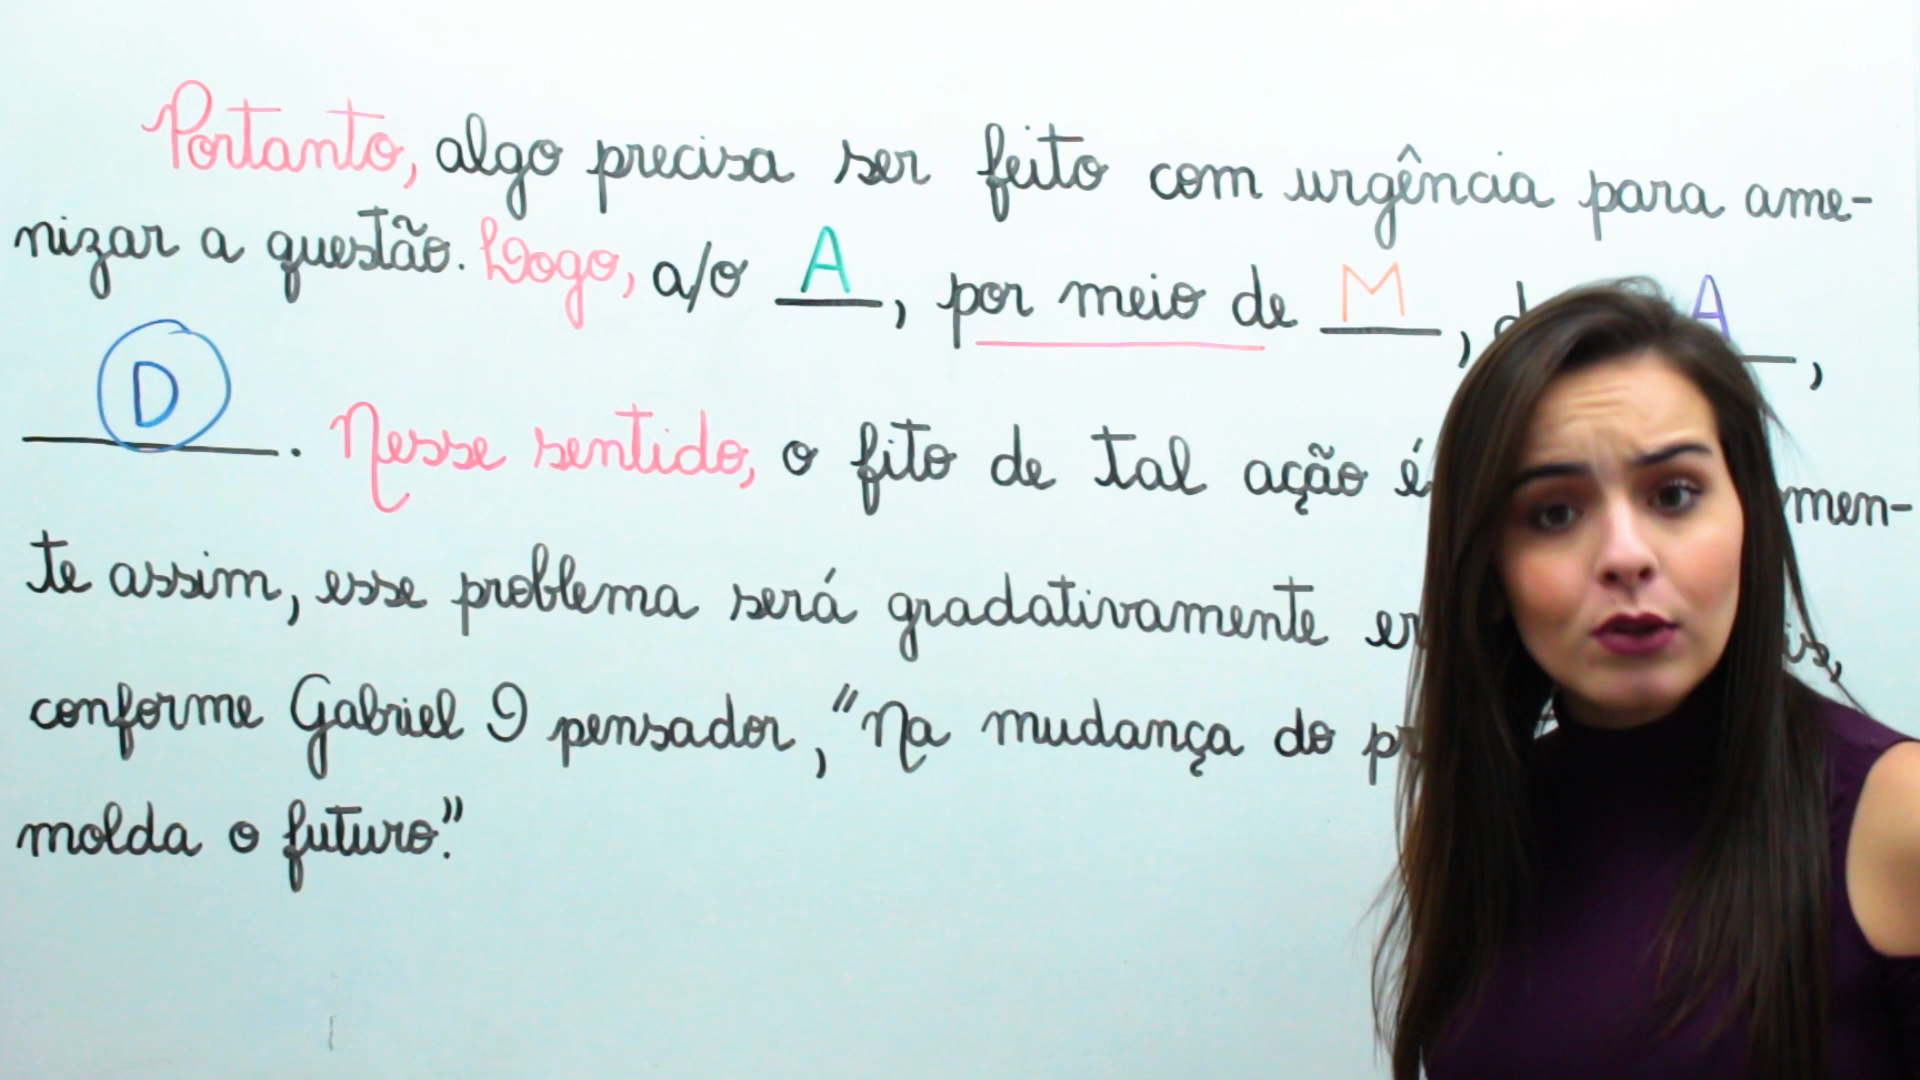 Portanto, algo precisa ser feito com urgência para ame-
nizar a questão. Logo, a/o A, por meio de M, A,
D. Nesse sentido, o fito de tal ação é men-
te assim, esse problema será gradativamente
conforme Gabriel O pensador, "Na mudança do
molda o futuro."